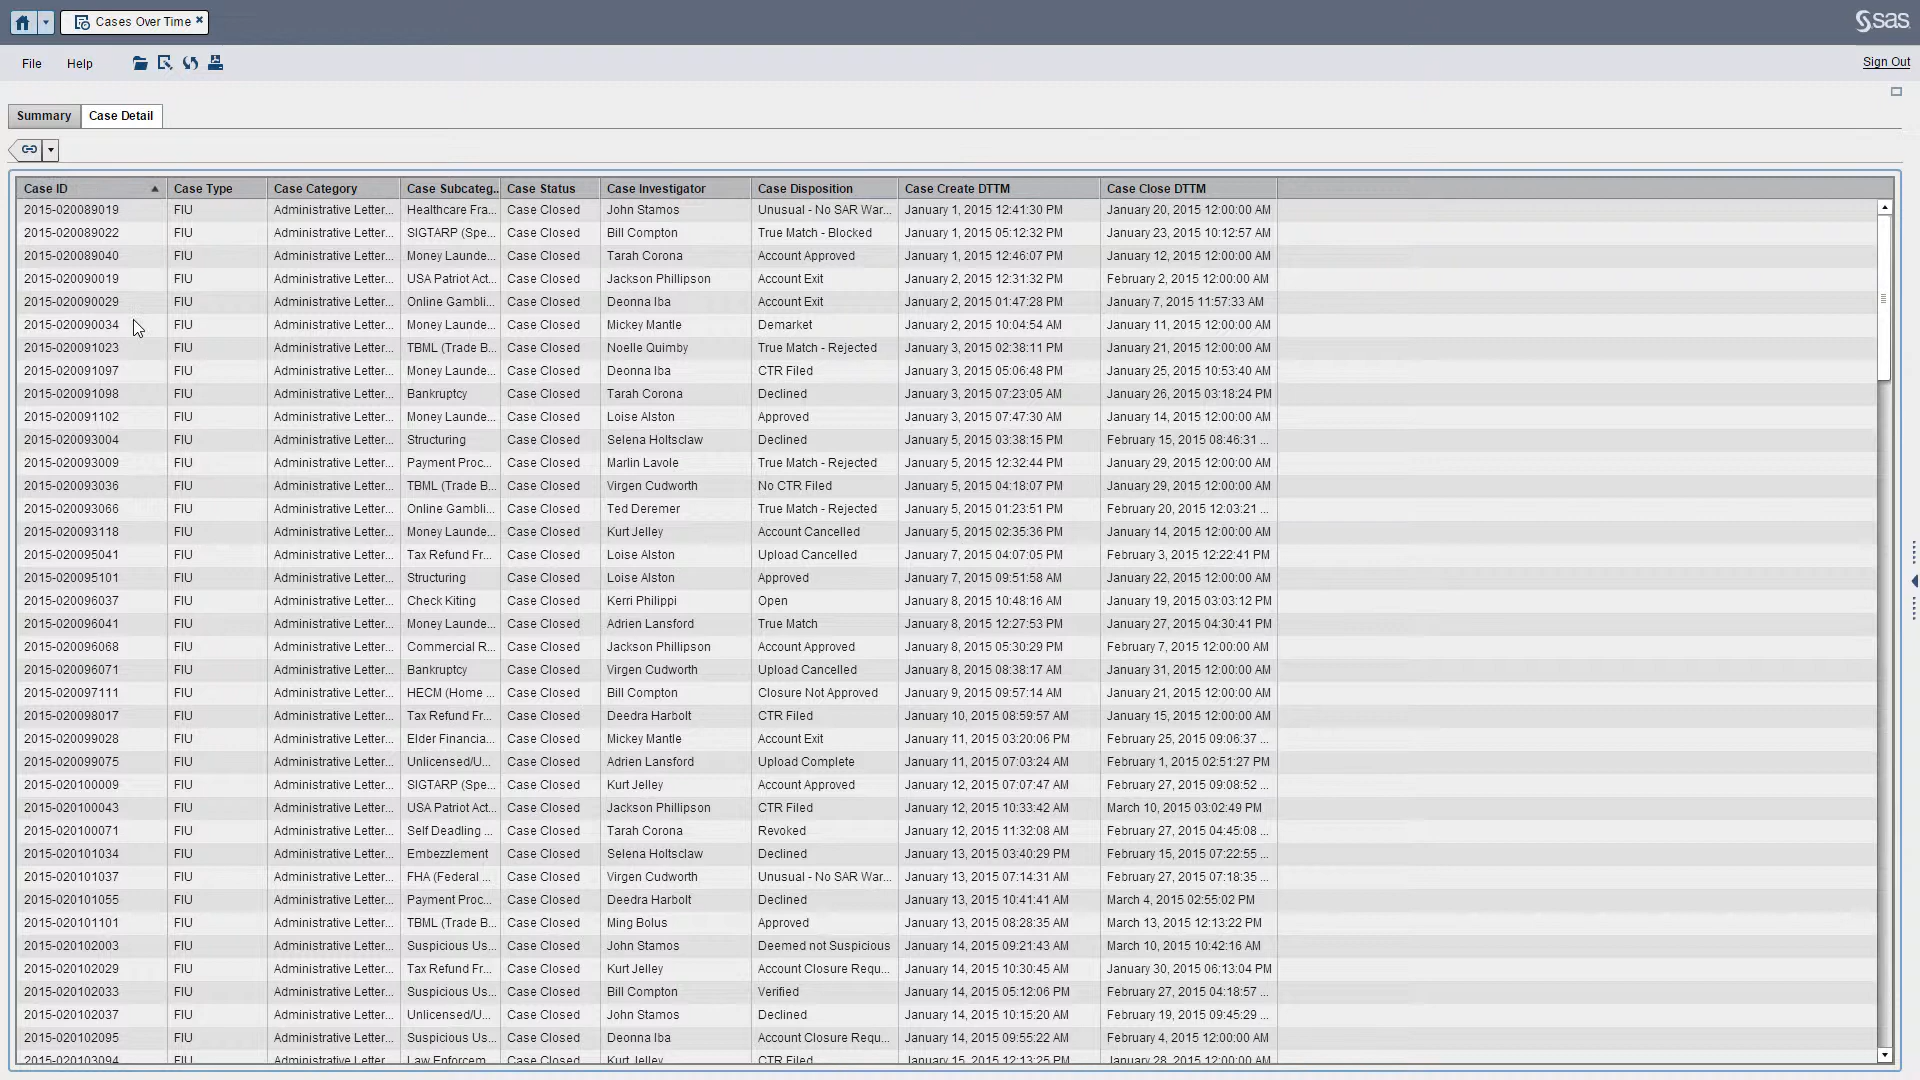 Cases Over Time
sas
File Help
Sign Out
Summary Case Detail
Case ID Case Type Case Category Case Subcateg.. Case Status Case Investigator Case Disposition Case Create DTTM Case Close DTTM
2015-020089019 FIU Administrative Letter... Healthcare Fra... Case Closed John Stamos Unusual - No SAR War... January 1, 2015 12:41:30 PM January 20, 2015 12:00:00 AM
2015-020089022 FIU Administrative Letter... SIGTARP (Spe... Case Closed Bill Compton True Match - Blocked January 1, 2015 05:12:32 PM January 23, 2015 10:12:57 AM
2015-020089040 FIU Administrative Letter... Money Launde... Case Closed Tarah Corona Account Approved January 1, 2015 12:46:07 PM January 12, 2015 12:00:00 AM
2015-020090019 FIU Administrative Letter... USA Patriot Act... Case Closed Jackson Phillipson Account Exit January 2, 2015 12:31:32 PM February 2, 2015 12:00:00 AM
2015-020090029 FIU Administrative Letter... Online Gambli... Case Closed Deonna Iba Account Exit January 2, 2015 01:47:28 PM January 7, 2015 11:57:33 AM
2015-020090034 FIU Administrative Letter... Money Launde... Case Closed Mickey Mantle Demarket January 2, 2015 10:04:54 AM January 11, 2015 12:00:00 AM
2015-020091023 FIU Administrative Letter... TBML (Trade B... Case Closed Noelle Quimby True Match - Rejected January 3, 2015 02:38:11 PM January 21, 2015 12:00:00 AM
2015-020091097 FIU Administrative Letter... Money Launde... Case Closed Deonna Iba CTR Filed January 3, 2015 05:06:48 PM January 25, 2015 10:53:40 AM
2015-020091098 FIU Administrative Letter... Bankruptcy Case Closed Tarah Corona Declined January 3, 2015 07:23:05 AM January 26, 2015 03:18:24 PM
2015-020091102 FIU Administrative Letter... Money Launde... Case Closed Loise Alston Approved January 3, 2015 07:47:30 AM January 14, 2015 12:00:00 AM
2015-020093004 FIU Administrative Letter... Structuring Case Closed Selena Holtsclaw Declined January 5, 2015 03:38:15 PM February 15, 2015 08:46:31 ...
2015-020093009 FIU Administrative Letter... Payment Proc... Case Closed Marlin Lavole True Match - Rejected January 5, 2015 12:32:44 PM January 29, 2015 12:00:00 AM
2015-020093036 FIU Administrative Letter... TBML (Trade B... Case Closed Virgen Cudworth No CTR Filed January 5, 2015 04:18:07 PM January 29, 2015 12:00:00 AM
2015-020093066 FIU Administrative Letter... Online Gambli... Case Closed Ted Deremer True Match - Rejected January 5, 2015 01:23:51 PM February 20, 2015 12:03:21 ...
2015-020093118 FIU Administrative Letter... Money Launde... Case Closed Kurt Jelley Account Cancelled January 5, 2015 02:35:36 PM January 14, 2015 12:00:00 AM
2015-020095041 FIU Administrative Letter... Tax Refund Fr... Case Closed Loise Alston Upload Cancelled January 7, 2015 04:07:05 PM February 3, 2015 12:22:41 PM
2015-020095101 FIU Administrative Letter... Structuring Case Closed Loise Alston Approved January 7, 2015 09:51:58 AM January 22, 2015 12:00:00 AM
2015-020096037 FIU Administrative Letter... Check Kiting Case Closed Kerri Philippi Open January 8, 2015 10:48:16 AM January 19, 2015 03:03:12 PM
2015-020096041 FIU Administrative Letter... Money Launde... Case Closed Adrien Lansford True Match January 8, 2015 12:27:53 PM January 27, 2015 04:30:41 PM
2015-020096068 FIU Administrative Letter... Commercial R... Case Closed Jackson Phillipson Account Approved January 8, 2015 05:30:29 PM February 7, 2015 12:00:00 AM
2015-020096071 FIU Administrative Letter... Bankruptcy Case Closed Virgen Cudworth Upload Cancelled January 8, 2015 08:38:17 AM January 31, 2015 12:00:00 AM
2015-020097111 FIU Administrative Letter... HECM (Home ... Case Closed Bill Compton Closure Not Approved January 9, 2015 09:57:14 AM January 21, 2015 12:00:00 AM
2015-020098017 FIU Administrative Letter... Tax Refund Fr... Case Closed Deedra Harbolt CTR Filed January 10, 2015 08:59:57 AM January 15, 2015 12:00:00 AM
2015-020099028 FIU Administrative Letter... Elder Financia... Case Closed Mickey Mantle Account Exit January 11, 2015 03:20:06 PM February 25, 2015 09:06:37 ...
2015-020099075 FIU Administrative Letter... Unlicensed/U... Case Closed Adrien Lansford Upload Complete January 11, 2015 07:03:24 AM February 1, 2015 02:51:27 PM
2015-020100009 FIU Administrative Letter... SIGTARP (Spe... Case Closed Kurt Jelley Account Approved January 12, 2015 07:07:47 AM February 27, 2015 09:08:52 ...
2015-020100043 FIU Administrative Letter... USA Patriot Act... Case Closed Jackson Phillipson CTR Filed January 12, 2015 10:33:42 AM March 10, 2015 03:02:49 PM
2015-020100071 FIU Administrative Letter... Self Deadling ... Case Closed Tarah Corona Revoked January 12, 2015 11:32:08 AM February 27, 2015 04:45:08 ...
2015-020101034 FIU Administrative Letter... Embezzlement Case Closed Selena Holtsclaw Declined January 13, 2015 03:40:29 PM February 15, 2015 07:22:55 ...
2015-020101037 FIU Administrative Letter... FHA (Federal ... Case Closed Virgen Cudworth Unusual - No SAR War... January 13, 2015 07:14:31 AM February 27, 2015 07:18:35 ...
2015-020101055 FIU Administrative Letter... Payment Proc... Case Closed Deedra Harbolt Declined January 13, 2015 10:41:41 AM March 4, 2015 02:55:02 PM
2015-020101101 FIU Administrative Letter... TBML (Trade B... Case Closed Ming Bolus Approved January 13, 2015 08:28:35 AM March 13, 2015 12:13:22 PM
2015-020102003 FIU Administrative Letter... Suspicious Us... Case Closed John Stamos Deemed not Suspicious January 14, 2015 09:21:43 AM March 10, 2015 10:42:16 AM
2015-020102029 FIU Administrative Letter... Tax Refund Fr... Case Closed Kurt Jelley Account Closure Requ... January 14, 2015 10:30:45 AM January 30, 2015 06:13:04 PM
2015-020102033 FIU Administrative Letter... Suspicious Us... Case Closed Bill Compton Verified January 14, 2015 05:12:06 PM February 27, 2015 04:18:57 ...
2015-020102037 FIU Administrative Letter... Unlicensed/U... Case Closed John Stamos Declined January 14, 2015 10:15:20 AM February 19, 2015 09:45:29 ...
2015-020102095 FIU Administrative Letter... Suspicious Us... Case Closed Deonna Iba Account Closure Requ... January 14, 2015 09:55:22 AM February 4, 2015 12:00:00 AM
2015-020103094 FIU Administrative Letter... Law Enforcem... Case Closed Kurt Jelley CTR Filed January 15, 2015 12:13:25 PM January 28, 2015 12:00:00 AM